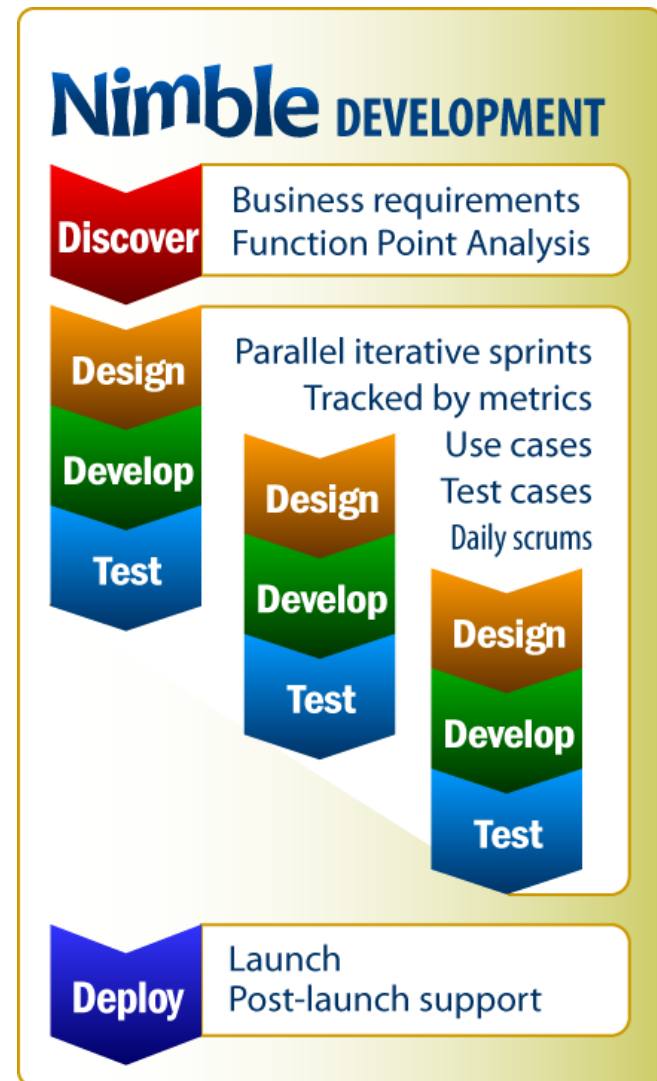 Nimble DEVELOPMENT
Discover
Business requirements
Function Point Analysis
Design
Develop
Test
Parallel iterative sprints
Tracked by metrics
Use cases
Test cases
Daily scrums
Design
Develop
Test
Design
Develop
Test
Deploy
Launch
Post-launch support